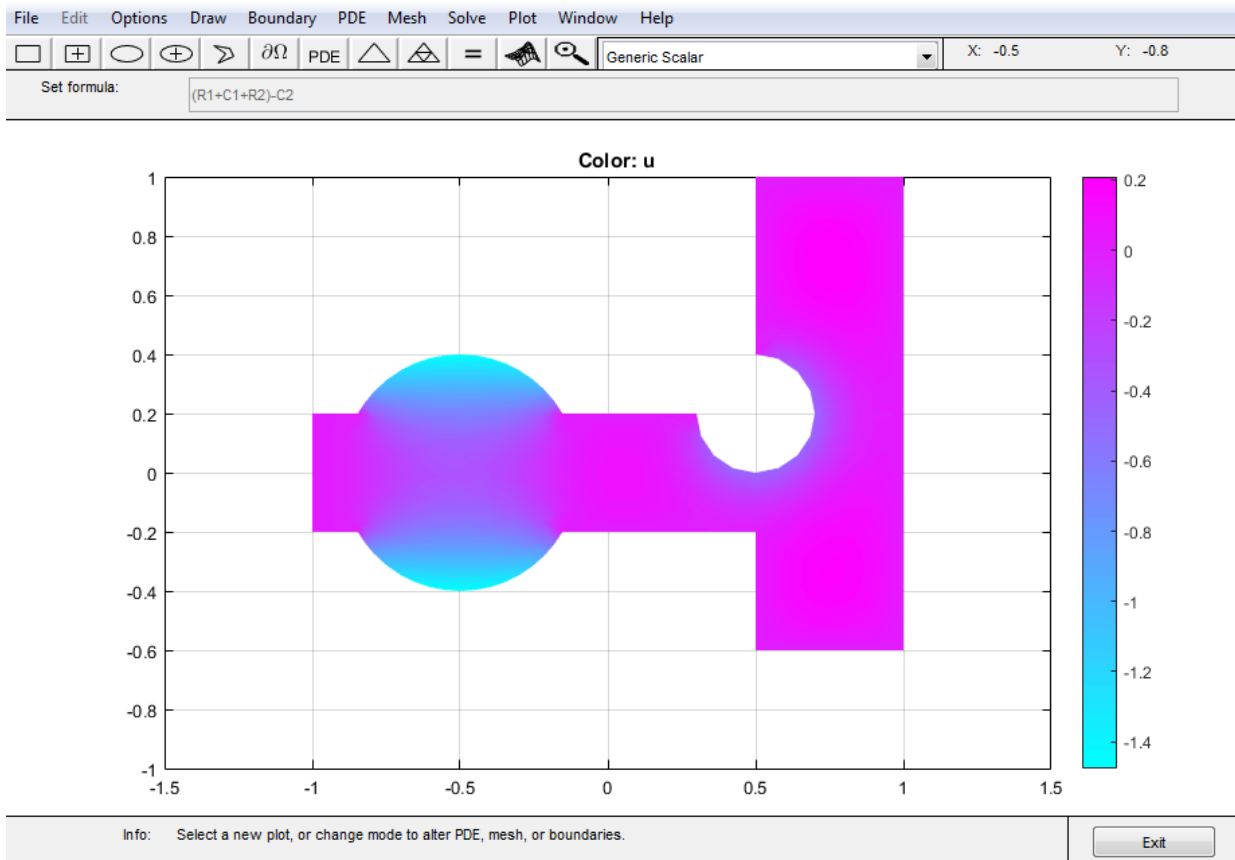 File Edit Options Draw Boundary PDE Mesh Solve Plot Window Help
∂Ω PDE = Generic Scalar X: -0.5 Y: -0.8
Set formula: (R1+C1+R2)-C2
Color: u
1
0.8
0.6
0.4
0.2
0
-0.2
-0.4
-0.6
-0.8
-1
-1.5 -1 -0.5 0 0.5 1 1.5
0.2
0
-0.2
-0.4
-0.6
-0.8
-1
-1.2
-1.4
Info: Select a new plot, or change mode to alter PDE, mesh, or boundaries.
Exit